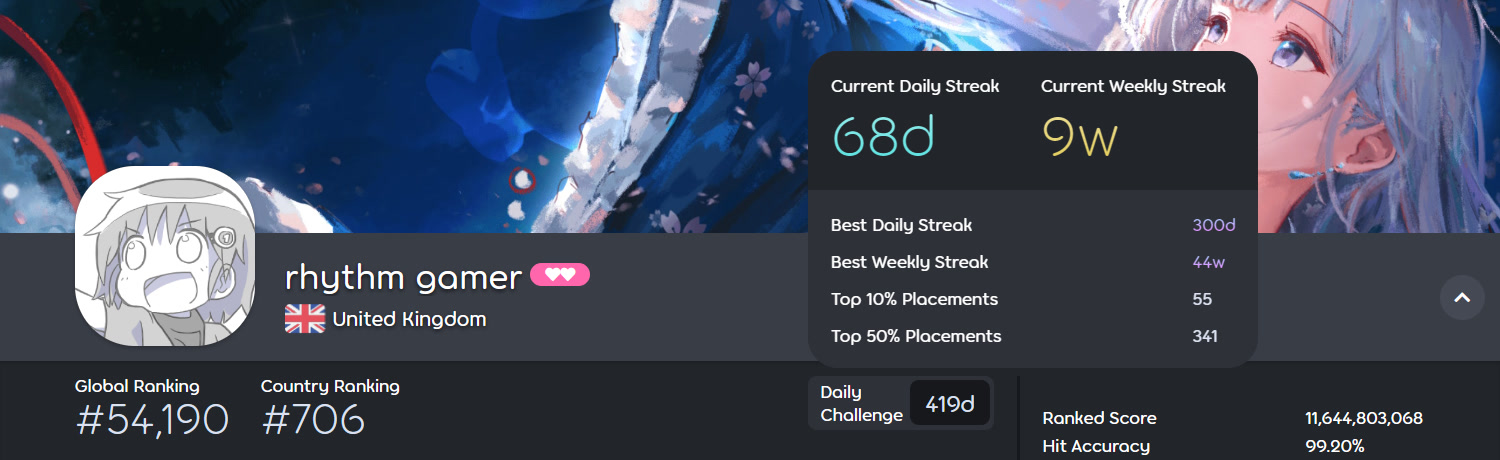 Current Daily Streak Current Weekly Streak
68d 9w
Best Daily Streak 300d
Best Weekly Streak 44w
Top 10% Placements 55
Top 50% Placements 341
rhythm gamer
United Kingdom
Global Ranking Country Ranking
#54,190 #706
Daily
Challenge 419d
Ranked Score 11,644,803,068
Hit Accuracy 99.20%